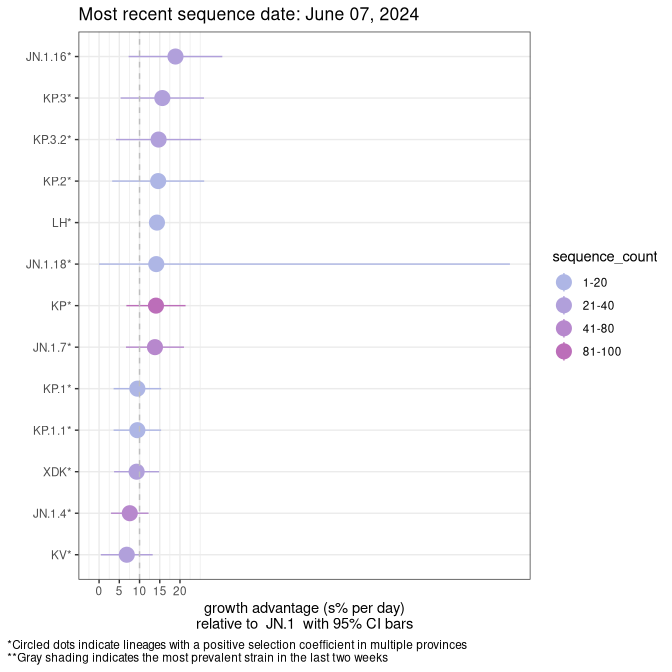 Most recent sequence date: June 07, 2024
JN.1.16*
KP.3*
KP.3.2*
KP.2*
LH*
JN.1.18*
KP*
JN.1.7*
KP.1*
KP.1.1*
XDK*
JN.1.4*
KV*
0 5 10 15 20
growth advantage (s% per day)
relative to JN.1 with 95% CI bars
sequence_count
1-20
21-40
41-80
81-100
*Circled dots indicate lineages with a positive selection coefficient in multiple provinces
**Gray shading indicates the most prevalent strain in the last two weeks